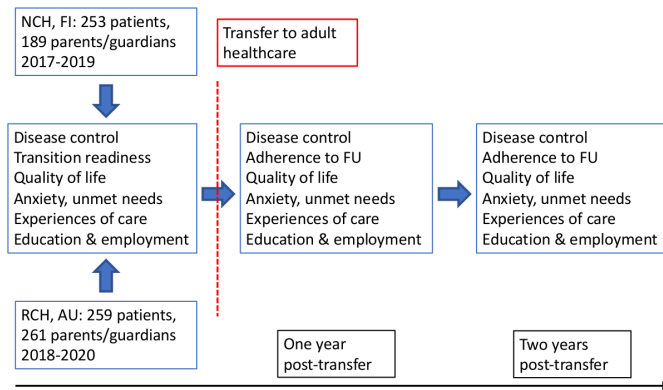 NCH, FI: 253 patients,
189 parents/guardians
2017-2019
Transfer to adult
healthcare
Disease control
Transition readiness
Quality of life
Anxiety, unmet needs
Experiences of care
Education & employment
Disease control
Adherence to FU
Quality of life
Anxiety, unmet needs
Experiences of care
Education & employment
Disease control
Adherence to FU
Quality of life
Anxiety, unmet needs
Experiences of care
Education & employment
RCH, AU: 259 patients,
261 parents/guardians
2018-2020
One year
post-transfer
Two years
post-transfer